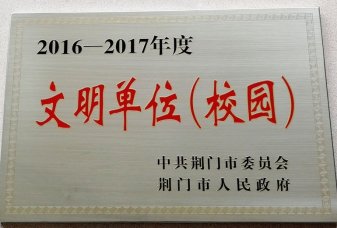 2016—2017年度
文明单位(校园)
中共荆门市委员会
荆门市人民政府